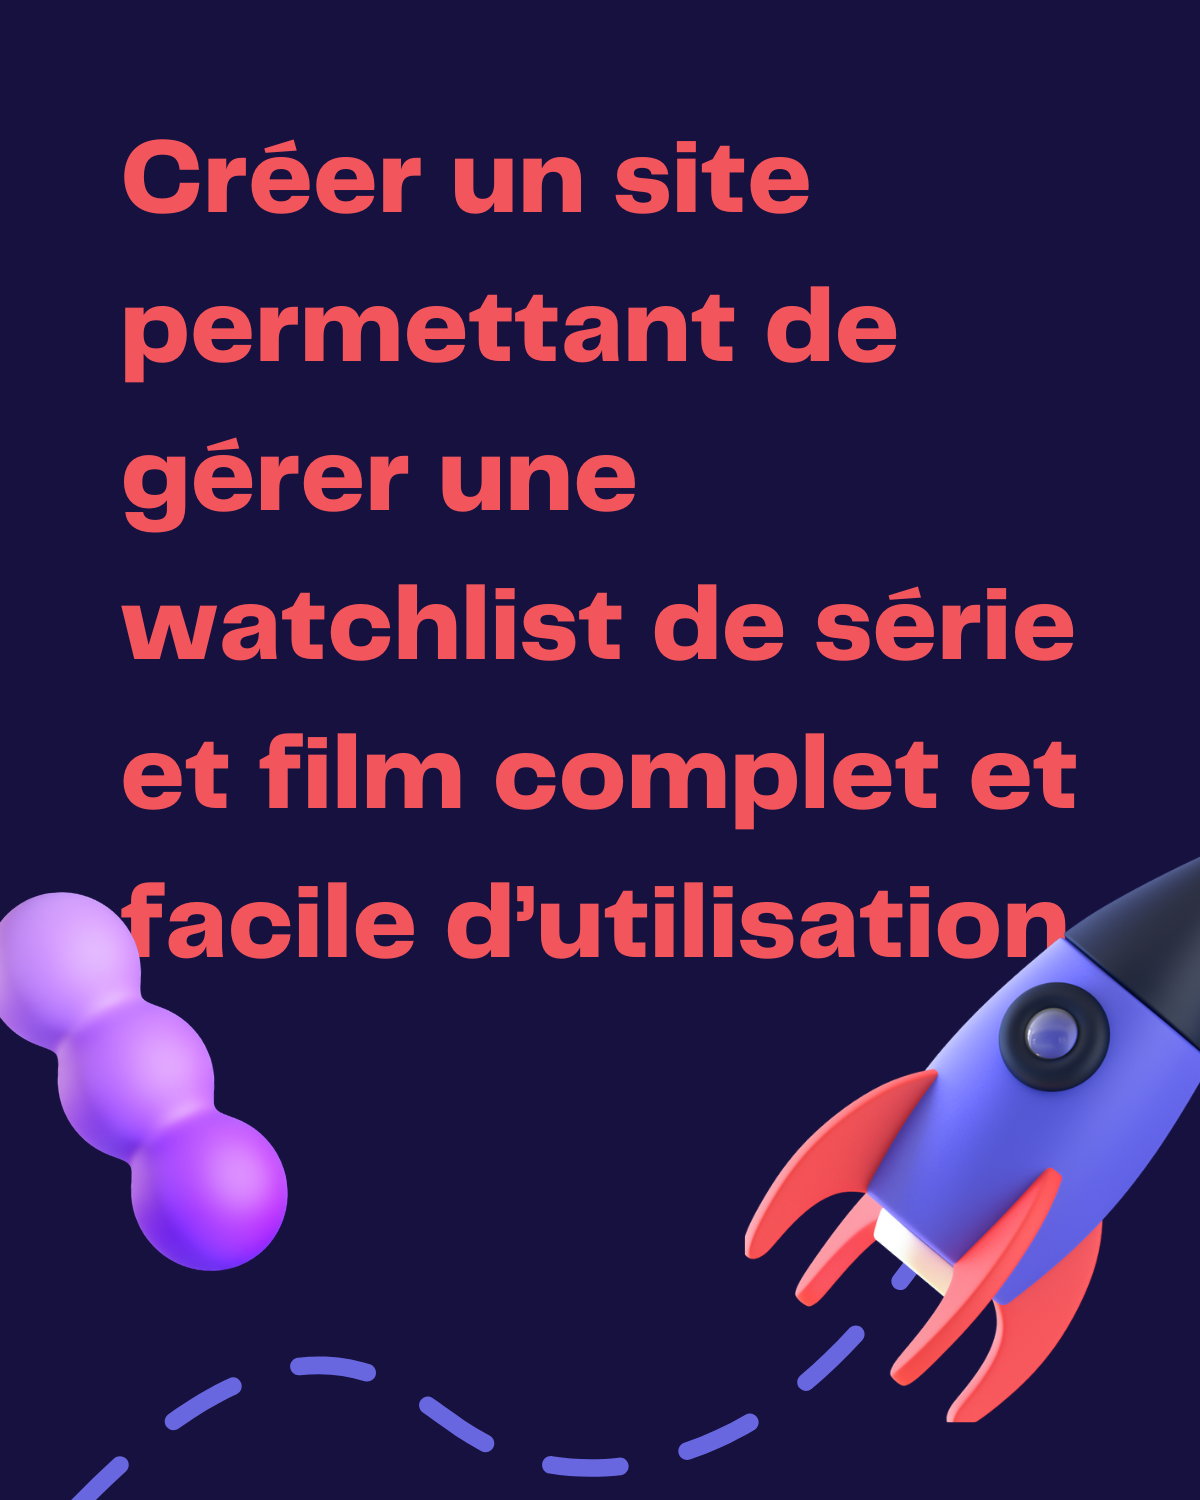 Créer un site
permettant de
gérer une
watchlist de série
et film complet et
facile d’utilisation